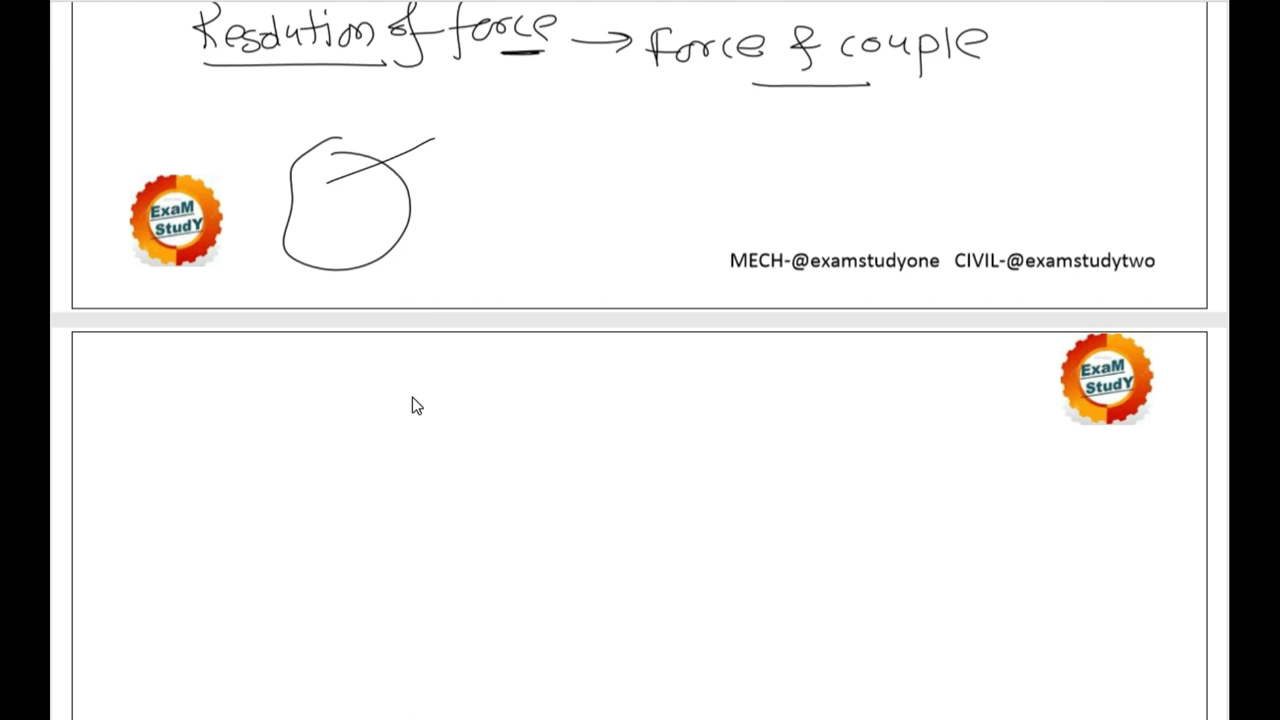 Resolution of force → force & couple
ExaM
StudY
MECH-@examstudyone CIVIL-@examstudytwo
ExaM
StudY